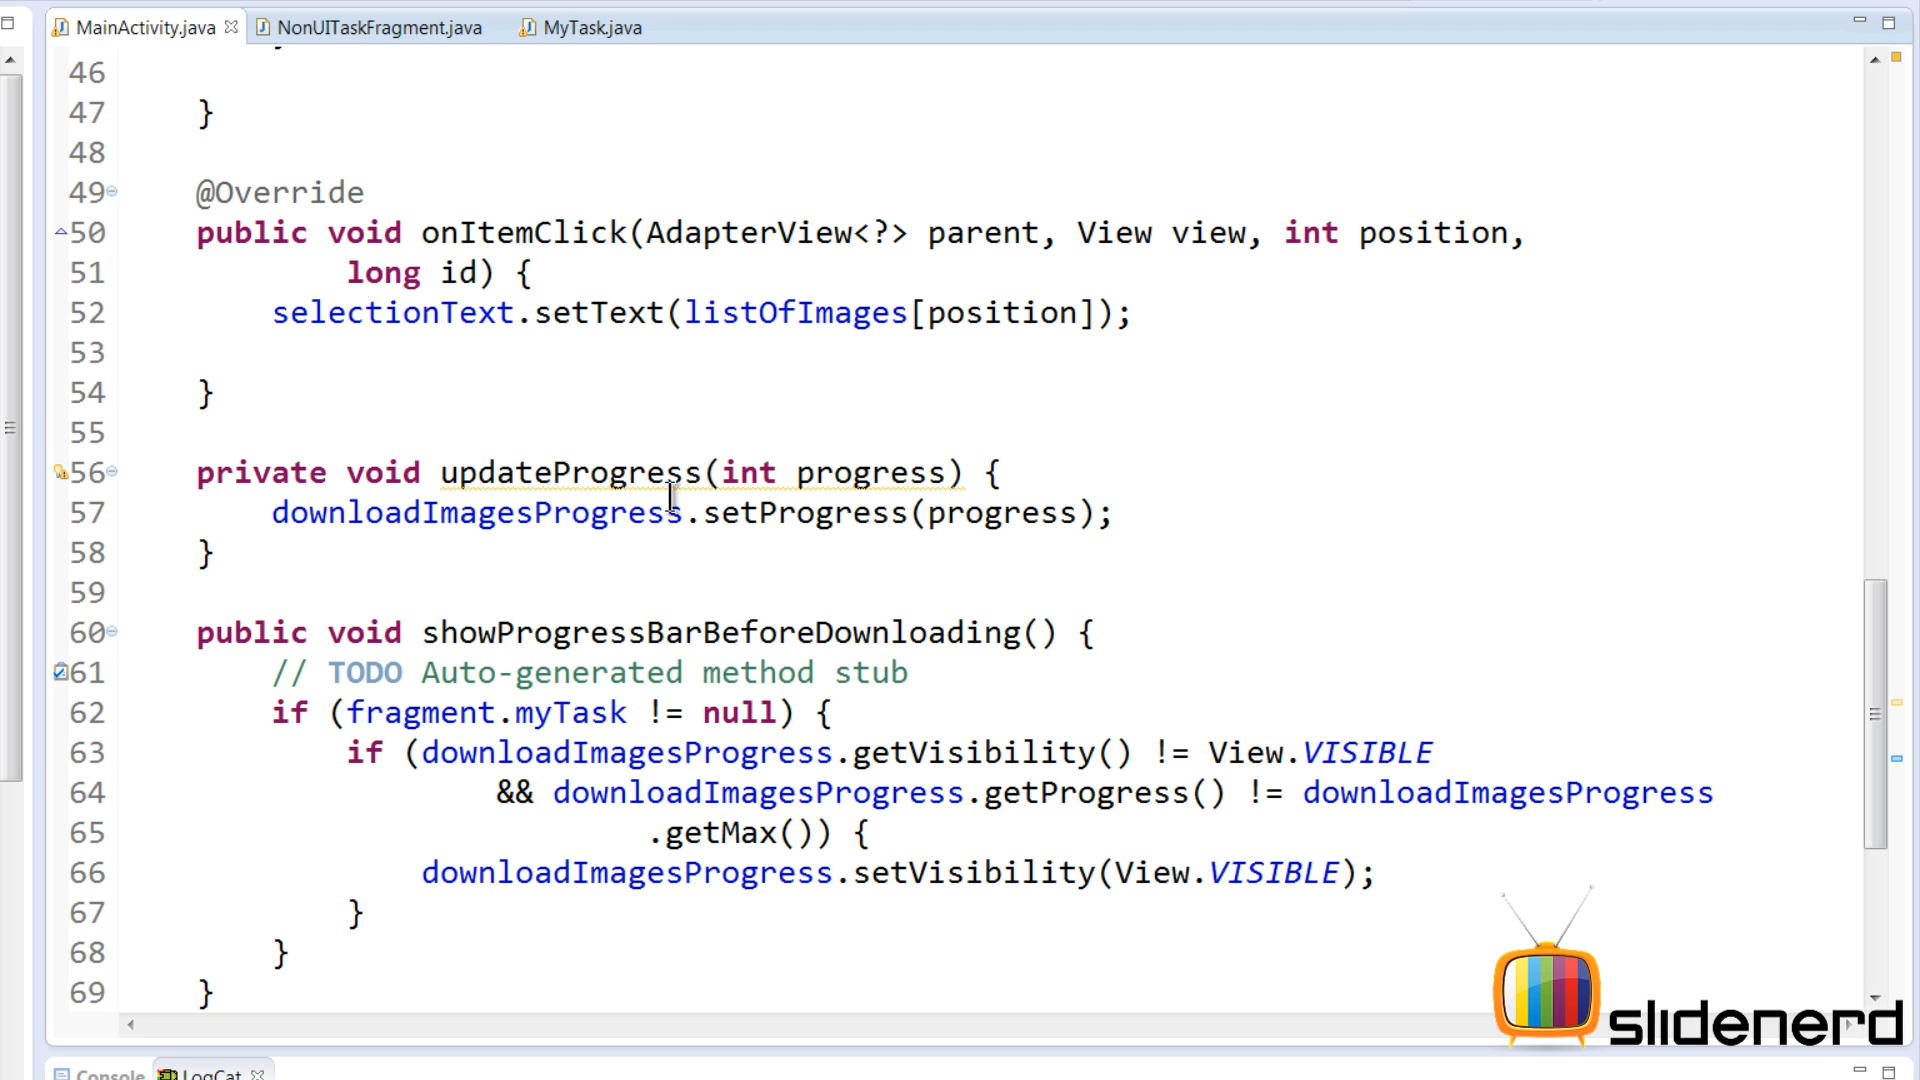 MainActivity.java NonUITaskFragment.java MyTask.java
46
47 }
48
49 @Override
50 public void onItemClick(AdapterView<?> parent, View view, int position,
51 long id) {
52 selectionText.setText(listOfImages[position]);
53
54 }
55
56 private void updateProgress(int progress) {
57 downloadImagesProgress.setProgress(progress);
58 }
59
60 public void showProgressBarBeforeDownloading() {
61 // TODO Auto-generated method stub
62 if (fragment.myTask != null) {
63 if (downloadImagesProgress.getVisibility() != View.VISIBLE
64 && downloadImagesProgress.getProgress() != downloadImagesProgress
65 .getMax()) {
66 downloadImagesProgress.setVisibility(View.VISIBLE);
67 }
68 }
69 }
slidenerd
Console LogCat